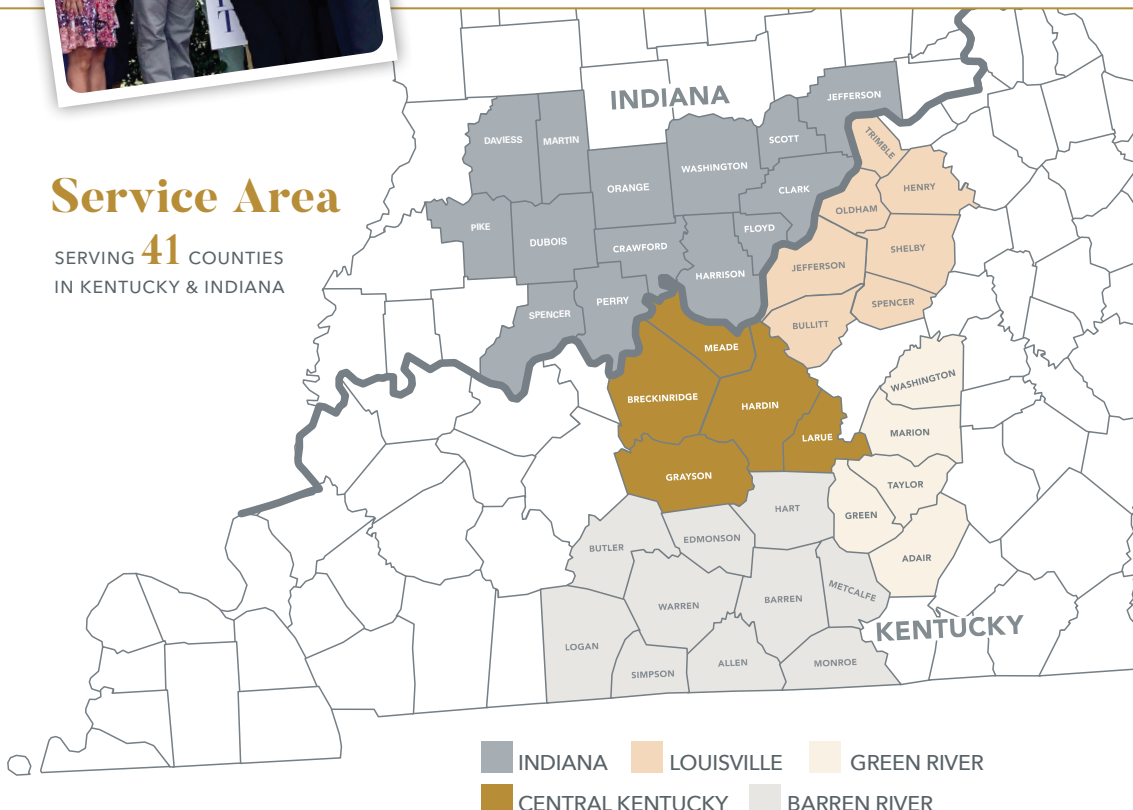 T
Service Area
SERVING 41 COUNTIES
IN KENTUCKY & INDIANA
INDIANA
JEFFERSON
DAVIESS
MARTIN
SCOTT
TRIMBLE
WASHINGTON
ORANGE
CLARK
HENRY
OLDHAM
PIKE
DUBOIS
CRAWFORD
FLOYD
SHELBY
HARRISON
JEFFERSON
SPENCER
PERRY
SPENCER
BULLITT
MEADE
WASHINGTON
BRECKINRIDGE
HARDIN
LARUE
MARION
GRAYSON
TAYLOR
HART
GREEN
BUTLER
EDMONSON
ADAIR
METCALFE
WARREN
BARREN
KENTUCKY
LOGAN
SIMPSON
ALLEN
MONROE
INDIANA
LOUISVILLE
GREEN RIVER
CENTRAL KENTUCKY
BARREN RIVER